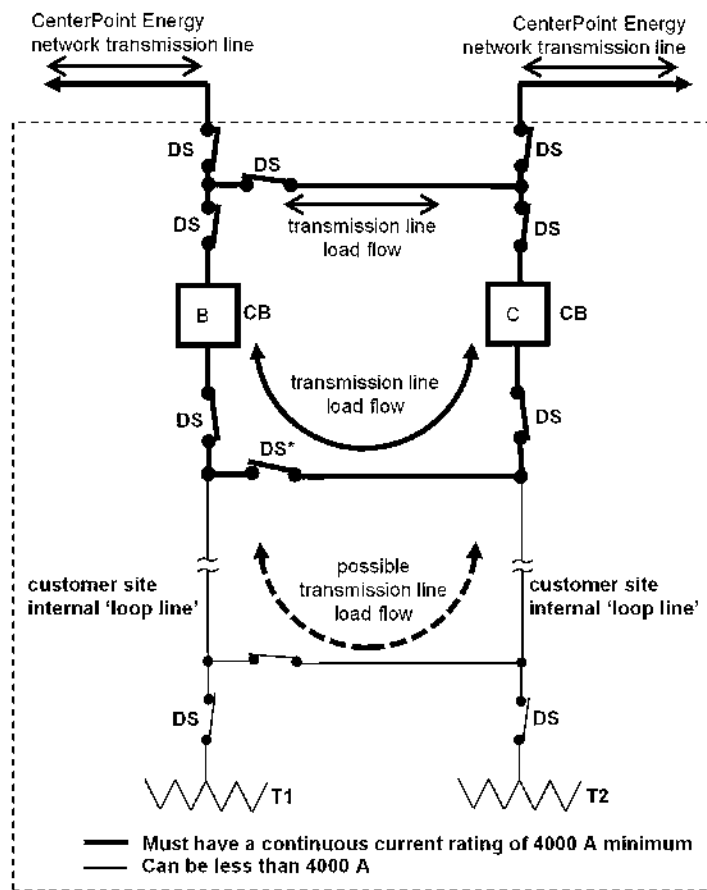 CenterPoint Energy
network transmission line
CenterPoint Energy
network transmission line
DS
DS
DS
transmission line
load flow
DS
DS
B
CB
C
CB
transmission line
load flow
DS
DS
DS*
possible
transmission line
load flow
customer site
internal ‘loop line’
customer site
internal ‘loop line’
DS
DS
T1
T2
Must have a continuous current rating of 4000 A minimum
Can be less than 4000 A